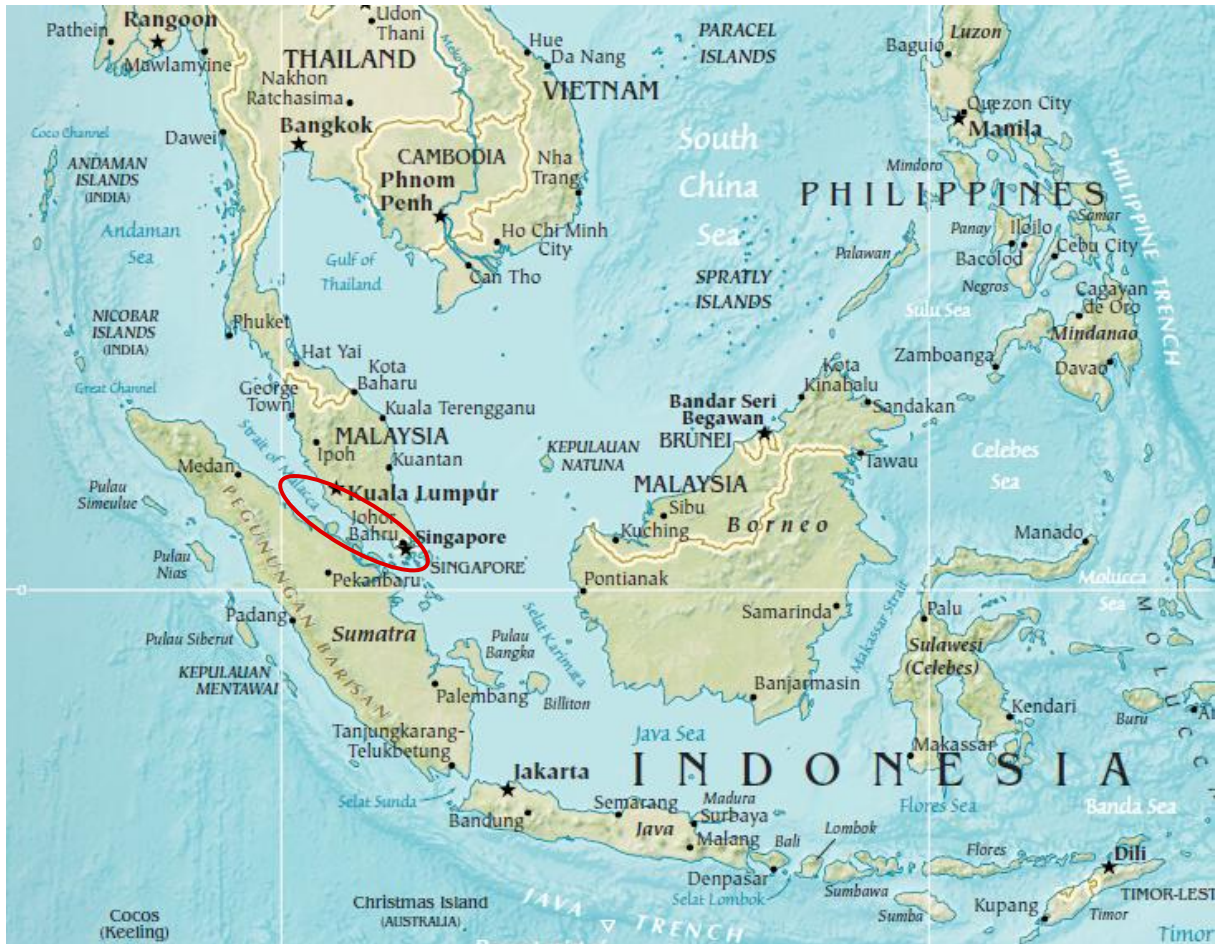 Pathein
Rangoon
Mawlamyine
Udon
Thani
THAILAND
Nakhon
Ratchasima
Mekong
Hue
Da Nang
VIETNAM
PARACEL
ISLANDS
Baguio
Luzon
Quezon City
Manila
Coco Channel
Dawei
Bangkok
CAMBODIA
Phnom
Penh
Nha
Trang
South
China
Sea
Mindoro
PHILIPPINES
PHILIPPINE TRENCH
ANDAMAN
ISLANDS
(INDIA)
Andaman
Sea
Gulf of
Thailand
Ho Chi Minh
City
Can Tho
SPRATLY
ISLANDS
Palawan
Panay
Iloilo
Samar
Cebu City
Bacolod
Negros
Cagayan
de Oro
Mindanao
Sulu Sea
NICOBAR
ISLANDS
(INDIA)
Phuket
Hat Yai
Kota
Baharu
Zamboanga
Davao
Great Channel
George
Town
Kuala Terengganu
Kota
Kinabalu
Sandakan
Bandar Seri
Begawan
BRUNEI
MALAYSIA
Ipoh
Kuantan
KEPULAUAN
NATUNA
Tawau
Celebes
Sea
Strait of Malacca
Medan
Pulau
Simeulue
Kuala Lumpur
MALAYSIA
Sibu
Borneo
Kuching
Johor
Bahru
Singapore
SINGAPORE
Manado
PEGUNUNGAN BARISAN
Pulau
Nias
Pekanbaru
Pontianak
Molucca
Sea
0
Padang
Sumatra
Selat Karimata
Samarinda
Makassar Strait
Palu
Pulau Siberut
Pulau
Bangka
Sulawesi
(Celebes)
MOLUCC
KEPULAUAN
MENTAWAI
Palembang
Billiton
Banjarmasin
Kendari
Buru
Tanjungkarang-
Telukbetung
Java Sea
Makassar
INDONESIA
Jakarta
Selat Sunda
Bandung
Semarang
Madura
Surbaya
Java
Malang
Flores Sea
Banda Sea
Bali
Lombok
Flores
Dili
Denpasar
Selat Lombok
Sumbawa
Sumba
Kupang
Timor
TIMOR-LEST
Timor
Cocos
(Keeling)
Christmas Island
(AUSTRALIA)
JAVA TRENCH